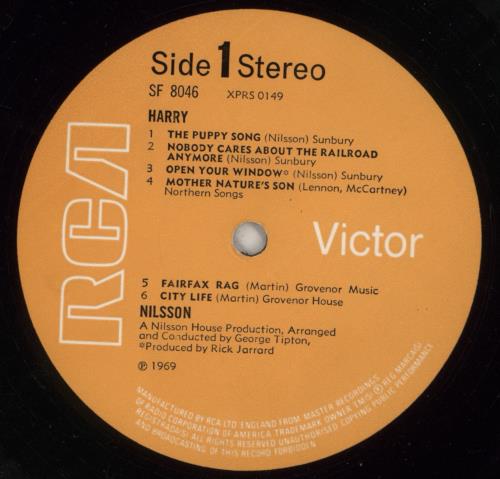 Side 1 Stereo
SF 8046 XPRS 0149
HARRY
1 THE PUPPY SONG (Nilsson) Sunbury
2 NOBODY CARES ABOUT THE RAILROAD
ANYMORE (Nilsson) Sunbury
3 OPEN YOUR WINDOW* (Nilsson) Sunbury
4 MOTHER NATURE'S SON (Lennon, McCartney)
Northern Songs
RCA
Victor
5 FAIRFAX RAG (Martin) Grovenor Music
6 CITY LIFE (Martin) Grovenor House
NILSSON
A Nilsson House Production, Arranged
and Conducted by George Tipton,
*Produced by Rick Jarrard
℗ 1969
MANUFACTURED BY RCA LTD. ENGLAND FROM MASTER RECORDINGS
OF RADIO CORPORATION OF AMERICA. TRADEMARK OWNER. TM(S) ® REG MARCA(S)
REGISTRADA(S) ALL RIGHTS RESERVED UNAUTHORISED COPYING PUBLIC PERFORMANCE
AND BROADCASTING OF THIS RECORD FORBIDDEN